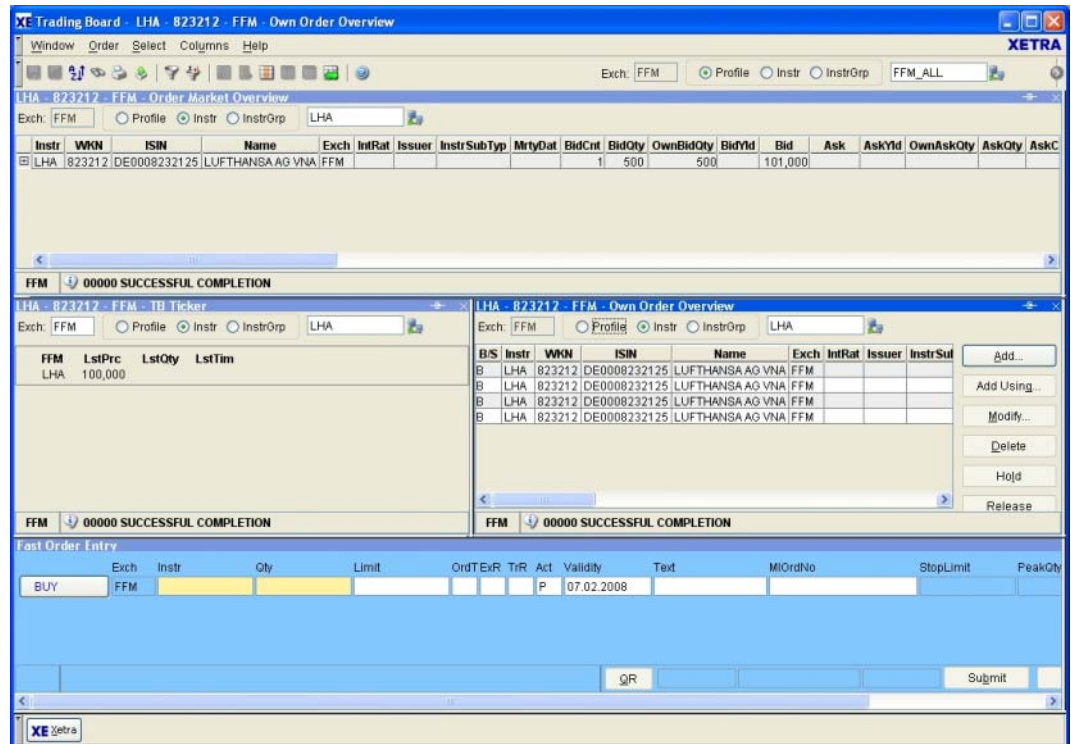 XE Trading Board - LHA - 823212 - FFM - Own Order Overview
Window Order Select Columns Help XETRA
Exch: FFM Profile Instr InstrGrp FFM_ALL
LHA - 823212 - FFM - Order Market Overview
Exch: FFM Profile Instr InstrGrp LHA
Instr WKN ISIN Name Exch IntRat Issuer InstrSubTyp MrtyDat BidCnt BidQty OwnBidQty BidYld Bid Ask AskYld OwnAskQty AskQty AskC
LHA 823212 DE0008232125 LUFTHANSA AG VNA FFM 1 500 500 101,000
FFM 00000 SUCCESSFUL COMPLETION
LHA - 823212 - FFM - TB Ticker
Exch: FFM Profile Instr InstrGrp LHA
FFM LstPrc LstQty LstTim
LHA 100,000
FFM 00000 SUCCESSFUL COMPLETION
LHA - 823212 - FFM - Own Order Overview
Exch: FFM Profile Instr InstrGrp LHA
B/S Instr WKN ISIN Name Exch IntRat Issuer InstrSul
B LHA 823212 DE0008232125 LUFTHANSA AG VNA FFM
B LHA 823212 DE0008232125 LUFTHANSA AG VNA FFM
B LHA 823212 DE0008232125 LUFTHANSA AG VNA FFM
B LHA 823212 DE0008232125 LUFTHANSA AG VNA FFM
Add...
Add Using...
Modify...
Delete
Hold
Release
FFM 00000 SUCCESSFUL COMPLETION
Fast Order Entry
Exch Instr Qty Limit OrdT ExR TrR Act Validity Text MIOrdNo StopLimit PeakQty
BUY FFM P 07.02.2008
QR Submit
XE Xetra